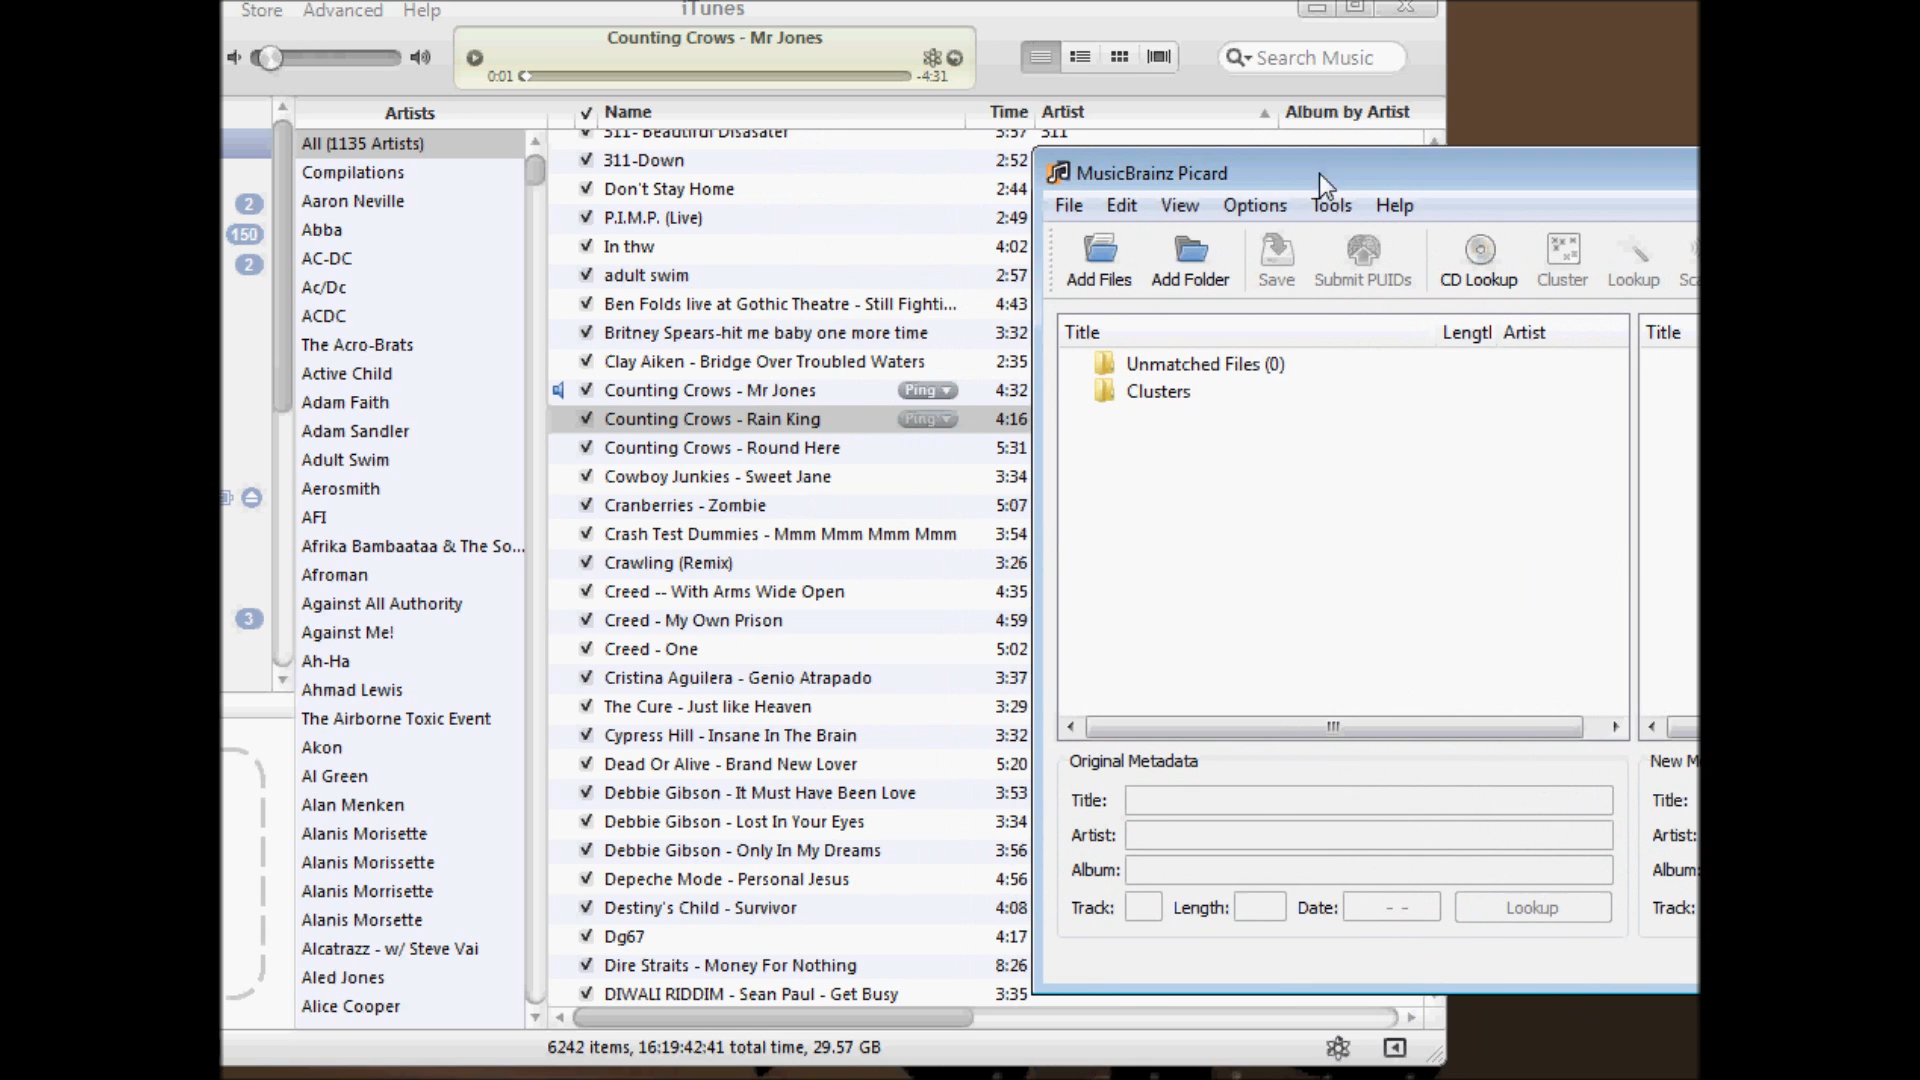 Store Advanced Help
iTunes
Counting Crows - Mr Jones
0:01 -4:31
Search Music
Artists
Name Time Artist Album by Artist
All (1135 Artists)
Compilations
Aaron Neville
Abba
AC-DC
Ac/Dc
ACDC
The Acro-Brats
Active Child
Adam Faith
Adam Sandler
Adult Swim
Aerosmith
AFI
Afrika Bambaataa & The So...
Afroman
Against All Authority
Against Me!
Ah-Ha
Ahmad Lewis
The Airborne Toxic Event
Akon
Al Green
Alan Menken
Alanis Morisette
Alanis Morissette
Alanis Morrisette
Alanis Morsette
Alcatrazz - w/ Steve Vai
Aled Jones
Alice Cooper
2
150
2
3
311- Beautiful Disaster 3:57 311
311-Down 2:52
Don't Stay Home 2:44
P.I.M.P. (Live) 2:49
In thw 4:02
adult swim 2:57
Ben Folds live at Gothic Theatre - Still Fighti... 4:43
Britney Spears-hit me baby one more time 3:32
Clay Aiken - Bridge Over Troubled Waters 2:35
Counting Crows - Mr Jones Ping 4:32
Counting Crows - Rain King Ping 4:16
Counting Crows - Round Here 5:31
Cowboy Junkies - Sweet Jane 3:34
Cranberries - Zombie 5:07
Crash Test Dummies - Mmm Mmm Mmm Mmm 3:54
Crawling (Remix) 3:26
Creed -- With Arms Wide Open 4:35
Creed - My Own Prison 4:59
Creed - One 5:02
Cristina Aguilera - Genio Atrapado 3:37
The Cure - Just like Heaven 3:29
Cypress Hill - Insane In The Brain 3:32
Dead Or Alive - Brand New Lover 5:20
Debbie Gibson - It Must Have Been Love 3:53
Debbie Gibson - Lost In Your Eyes 3:34
Debbie Gibson - Only In My Dreams 3:56
Depeche Mode - Personal Jesus 4:56
Destiny's Child - Survivor 4:08
Dg67 4:17
Dire Straits - Money For Nothing 8:26
DIWALI RIDDIM - Sean Paul - Get Busy 3:35
6242 items, 16:19:42:41 total time, 29.57 GB
MusicBrainz Picard
File Edit View Options Tools Help
Add Files Add Folder Save Submit PUIDs CD Lookup Cluster Lookup Sc
Title Lengtl Artist Title
Unmatched Files (0)
Clusters
Original Metadata New M
Title: Title:
Artist: Artist:
Album: Album:
Track: Length: Date: - - Lookup Track: